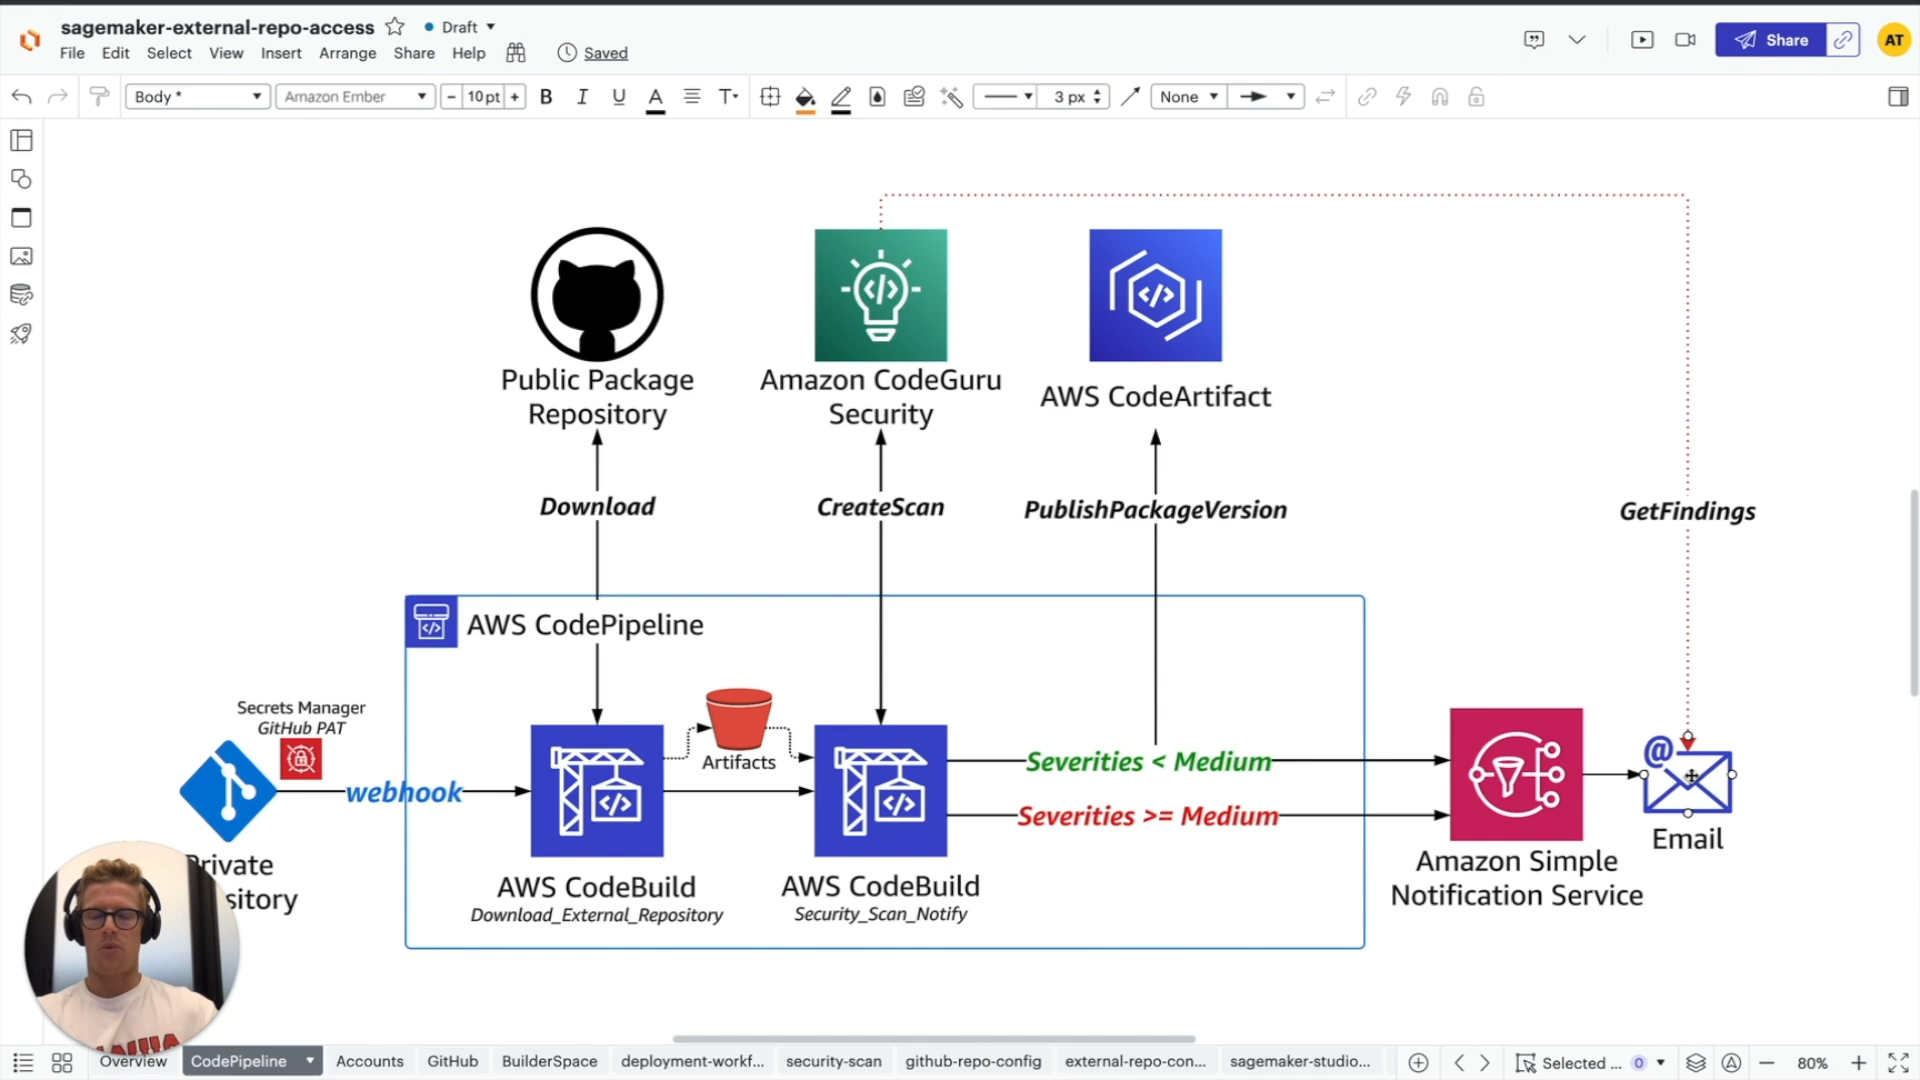 sagemaker-external-repo-access
Draft
File Edit Select View Insert Arrange Share Help Saved
Share
AT
Body *
Amazon Ember
10 pt
B I U A T
3 px
None
Public Package
Repository
Amazon CodeGuru
Security
AWS CodeArtifact
Download
CreateScan
PublishPackageVersion
GetFindings
AWS CodePipeline
Secrets Manager
GitHub PAT
Artifacts
webhook
Severities < Medium
Severities >= Medium
@
Private
sitory
AWS CodeBuild
Download_External_Repository
AWS CodeBuild
Security_Scan_Notify
Amazon Simple
Notification Service
Email
Overview
CodePipeline
Accounts
GitHub
BuilderSpace
deployment-workf...
security-scan
github-repo-config
external-repo-con...
sagemaker-studio...
Selected ... 0
80%